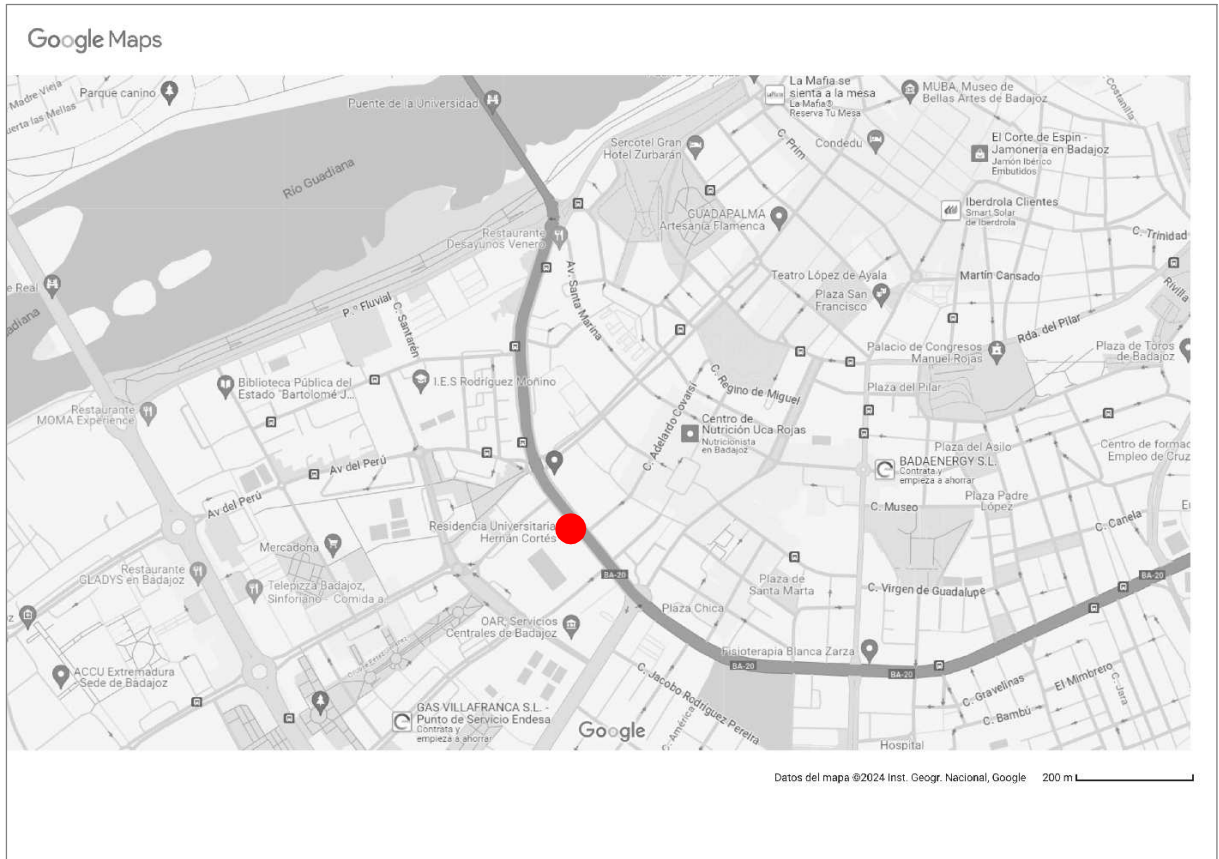 Google Maps
Madre Vieja
Parque canino
uerta las Mellas
Puente de la Universidad
La Mafia se
sienta a la mesa
La Mafia®
Reserva Tu Mesa
MUBA, Museo de
Bellas Artes de Badajoz
Costanilla
C. Prim
Sercotel Gran
Hotel Zurbarán
Condedu
El Corte de Espin -
Jamoneria en Badajoz
Jamón Ibérico
Embutidos
Río Guadiana
GUADAPALMA
Artesanía Flamenca
Iberdrola Clientes
Smart Solar
de Iberdrola
C. Trinidad
Restaurante
Desayunos Venero
Av. Santa Marina
Teatro López de Ayala
Martín Cansado
e Real
Plaza San
Francisco
Rivilla
adiana
P.º Fluvial
C. Santarén
Rda. del Pilar
Palacio de Congresos
Manuel Rojas
Plaza de Toros
de Badajoz
Biblioteca Pública del
Estado "Bartolomé J...
I.E.S Rodríguez Moñino
C. Regino de Miguel
Plaza del Pilar
Restaurante
MOMA Experience
C. Adelardo Covarsí
Centro de
Nutrición Uca Rojas
Nutricionista
en Badajoz
Plaza del Asilo
Centro de formac
Empleo de Cruz
Av del Perú
BADAENERGY S.L.
Contrata y
empieza a ahorrar
Av del Perú
Plaza Padre
López
C. Museo
C. Canela
Residencia Universitaria
Hernán Cortés
Mercadona
BA-20
BA-20
Restaurante
GLADYS en Badajoz
Telepizza Badajoz,
Sinforiano - Comida a...
Plaza de
Santa Marta
C. Virgen de Guadalupe
Plaza Chica
OAR, Servicios
Centrales de Badajoz
Fisioterapia Blanca Zarza
BA-20
BA-20
ACCU Extremadura
Sede de Badajoz
C. Jacobo Rodríguez Pereira
C. Gravelinas
El Mimbrero
C. Jara
C. América
C. Bambú
GAS VILLAFRANCA S.L. -
Punto de Servicio Endesa
Contrata y
empieza a ahorrar
Google
Hospital
Datos del mapa ©2024 Inst. Geogr. Nacional, Google 200 m